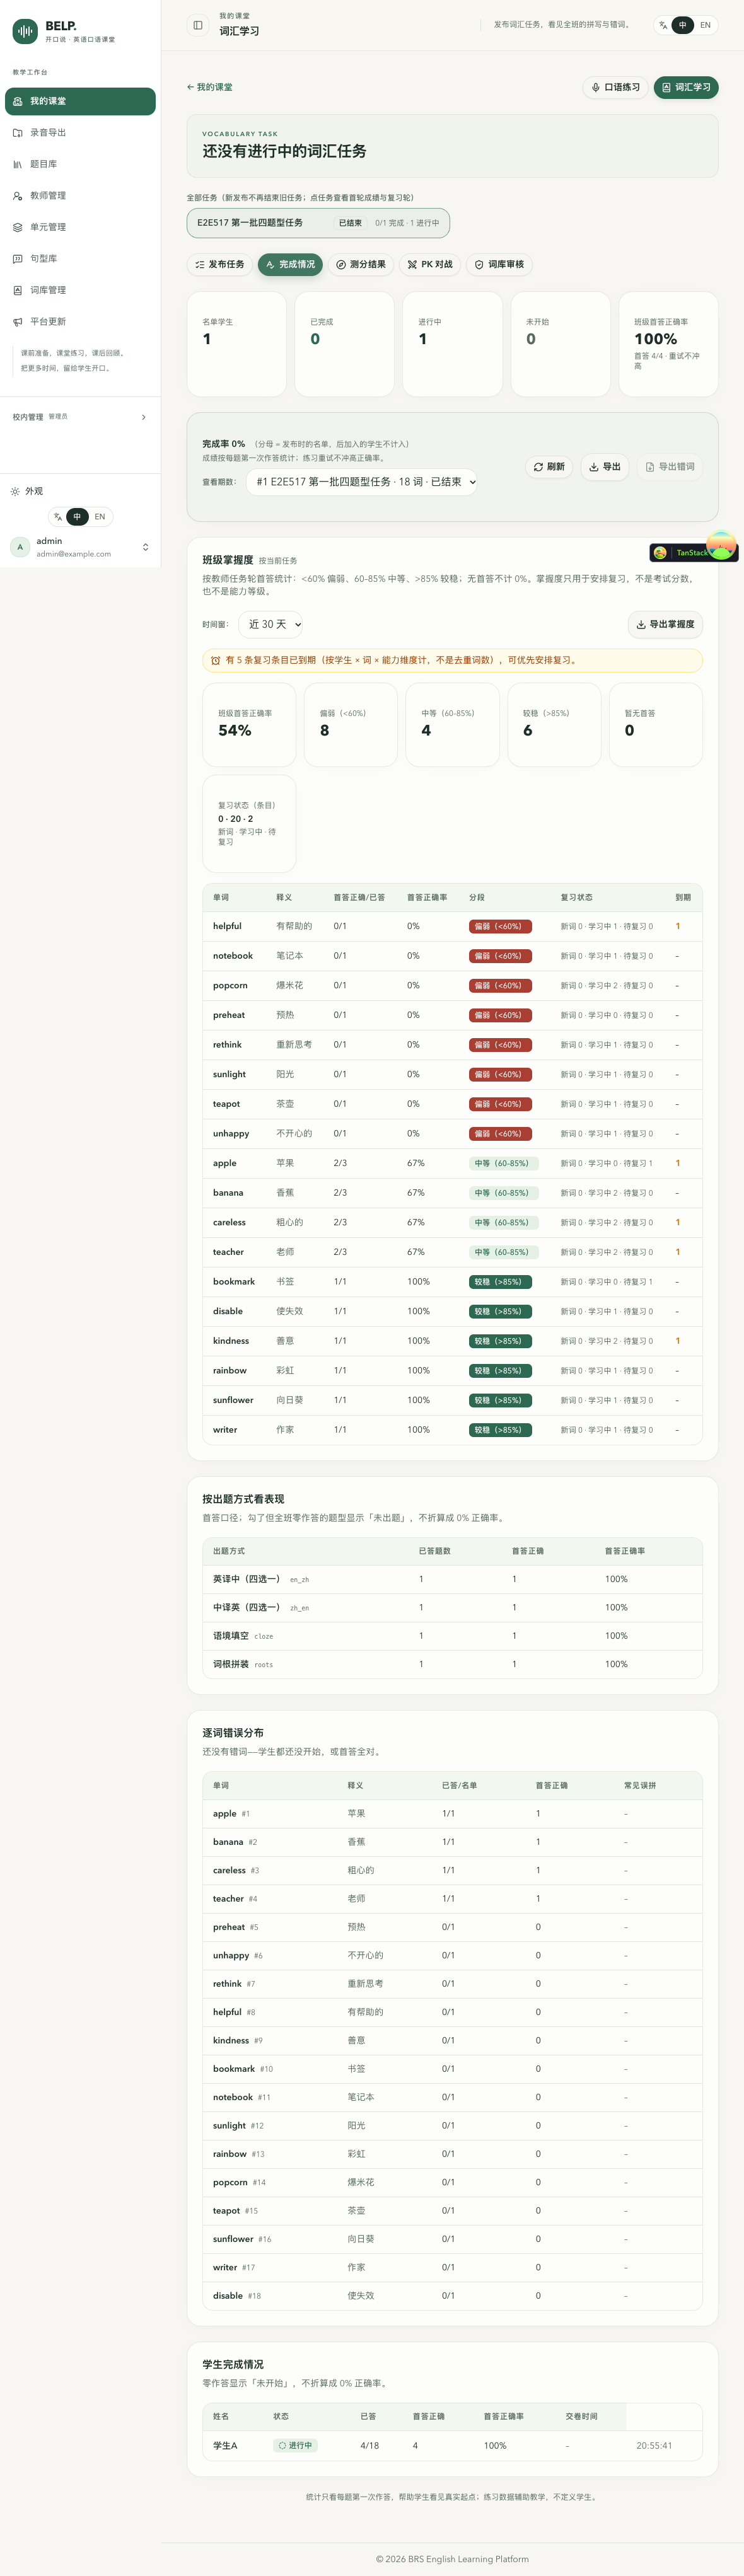 BELP.
开口说 · 英语口语课堂
教学工作台
我的课堂
录音导出
题目库
教师管理
单元管理
句型库
词库管理
平台更新
课前准备，课堂练习，课后回顾。
把更多时间，留给学生开口。
校内管理 管理员
外观
中 EN
A admin
admin@example.com
我的课堂
词汇学习
发布词汇任务，看见全班的拼写与错词。
中 EN
← 我的课堂
口语练习 词汇学习
VOCABULARY TASK
还没有进行中的词汇任务
全部任务（新发布不再结束旧任务；点任务查看首轮成绩与复习轮）
E2E517 第一批四题型任务 已结束 0/1 完成 · 1 进行中
发布任务 完成情况 测分结果 PK 对战 词库审核
名单学生
1
已完成
0
进行中
1
未开始
0
班级首答正确率
100%
首答 4/4 · 重试不冲
高
完成率 0% （分母 = 发布时的名单，后加入的学生不计入）
成绩按每题第一次作答统计；练习重试不冲高正确率。
查看期数： #1 E2E517 第一批四题型任务 · 18 词 · 已结束
刷新 导出 导出错词
TanStack
班级掌握度 按当前任务
按教师任务轮首答统计：<60% 偏弱、60–85% 中等、>85% 较稳；无首答不计 0%。掌握度只用于安排复习，不是考试分数，
也不是能力等级。
时间窗： 近 30 天 导出掌握度
有 5 条复习条目已到期（按学生 × 词 × 能力维度计，不是去重词数），可优先安排复习。
班级首答正确率
54%
偏弱（<60%）
8
中等（60–85%）
4
较稳（>85%）
6
暂无首答
0
复习状态（条目）
0 · 20 · 2
新词 · 学习中 · 待
复习
单词 释义 首答正确/已答 首答正确率 分段 复习状态 到期
helpful 有帮助的 0/1 0% 偏弱（<60%） 新词 0 · 学习中 1 · 待复习 0 1
notebook 笔记本 0/1 0% 偏弱（<60%） 新词 0 · 学习中 1 · 待复习 0 –
popcorn 爆米花 0/1 0% 偏弱（<60%） 新词 0 · 学习中 2 · 待复习 0 –
preheat 预热 0/1 0% 偏弱（<60%） 新词 0 · 学习中 0 · 待复习 0 –
rethink 重新思考 0/1 0% 偏弱（<60%） 新词 0 · 学习中 1 · 待复习 0 –
sunlight 阳光 0/1 0% 偏弱（<60%） 新词 0 · 学习中 1 · 待复习 0 –
teapot 茶壶 0/1 0% 偏弱（<60%） 新词 0 · 学习中 1 · 待复习 0 –
unhappy 不开心的 0/1 0% 偏弱（<60%） 新词 0 · 学习中 1 · 待复习 0 –
apple 苹果 2/3 67% 中等（60–85%） 新词 0 · 学习中 0 · 待复习 1 1
banana 香蕉 2/3 67% 中等（60–85%） 新词 0 · 学习中 2 · 待复习 0 –
careless 粗心的 2/3 67% 中等（60–85%） 新词 0 · 学习中 2 · 待复习 0 1
teacher 老师 2/3 67% 中等（60–85%） 新词 0 · 学习中 2 · 待复习 0 1
bookmark 书签 1/1 100% 较稳（>85%） 新词 0 · 学习中 0 · 待复习 1 –
disable 使失效 1/1 100% 较稳（>85%） 新词 0 · 学习中 1 · 待复习 0 –
kindness 善意 1/1 100% 较稳（>85%） 新词 0 · 学习中 2 · 待复习 0 1
rainbow 彩虹 1/1 100% 较稳（>85%） 新词 0 · 学习中 1 · 待复习 0 –
sunflower 向日葵 1/1 100% 较稳（>85%） 新词 0 · 学习中 1 · 待复习 0 –
writer 作家 1/1 100% 较稳（>85%） 新词 0 · 学习中 1 · 待复习 0 –
按出题方式看表现
首答口径；勾了但全班零作答的题型显示「未出题」，不折算成 0% 正确率。
出题方式 已答题数 首答正确 首答正确率
英译中（四选一） en_zh 1 1 100%
中译英（四选一） zh_en 1 1 100%
语境填空 cloze 1 1 100%
词根拼装 roots 1 1 100%
逐词错误分布
还没有错词——学生都还没开始，或首答全对。
单词 释义 已答/名单 首答正确 常见误拼
apple #1 苹果 1/1 1 –
banana #2 香蕉 1/1 1 –
careless #3 粗心的 1/1 1 –
teacher #4 老师 1/1 1 –
preheat #5 预热 0/1 0 –
unhappy #6 不开心的 0/1 0 –
rethink #7 重新思考 0/1 0 –
helpful #8 有帮助的 0/1 0 –
kindness #9 善意 0/1 0 –
bookmark #10 书签 0/1 0 –
notebook #11 笔记本 0/1 0 –
sunlight #12 阳光 0/1 0 –
rainbow #13 彩虹 0/1 0 –
popcorn #14 爆米花 0/1 0 –
teapot #15 茶壶 0/1 0 –
sunflower #16 向日葵 0/1 0 –
writer #17 作家 0/1 0 –
disable #18 使失效 0/1 0 –
学生完成情况
零作答显示「未开始」，不折算成 0% 正确率。
姓名 状态 已答 首答正确 首答正确率 交卷时间
学生A 进行中 4/18 4 100% – 20:55:41
统计只看每题第一次作答，帮助学生看见真实起点；练习数据辅助教学，不定义学生。
© 2026 BRS English Learning Platform